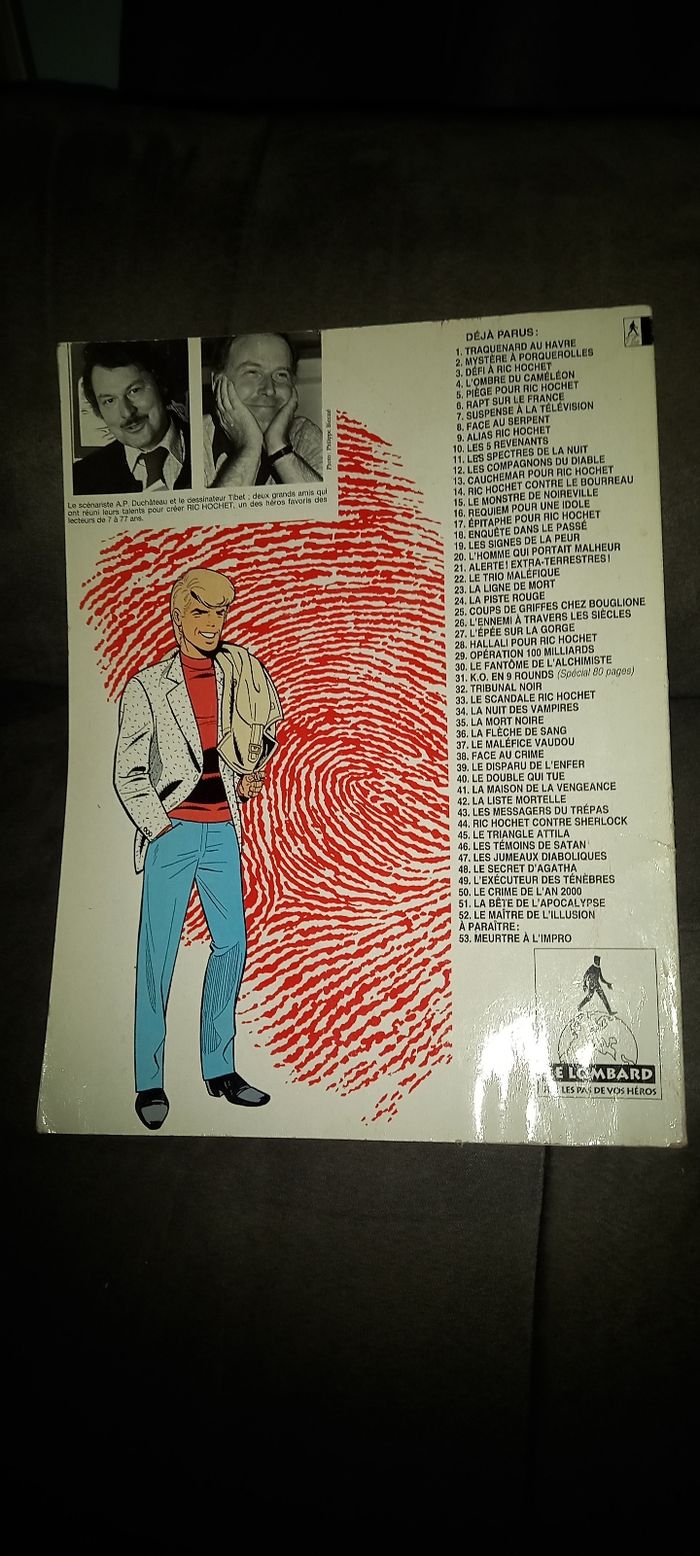 Photo: Philippe Biermé
Le scénariste A.P. Duchâteau et le dessinateur Tibet ; deux grands amis qui
ont réuni leurs talents pour créer RIC HOCHET, un des héros favoris des
lecteurs de 7 à 77 ans.
DÉJÀ PARUS :
1. TRAQUENARD AU HAVRE
2. MYSTÈRE À PORQUEROLLES
3. DÉFI À RIC HOCHET
4. L'OMBRE DU CAMÉLÉON
5. PIÈGE POUR RIC HOCHET
6. RAPT SUR LE FRANCE
7. SUSPENSE À LA TÉLÉVISION
8. FACE AU SERPENT
9. ALIAS RIC HOCHET
10. LES 5 REVENANTS
11. LES SPECTRES DE LA NUIT
12. LES COMPAGNONS DU DIABLE
13. CAUCHEMAR POUR RIC HOCHET
14. RIC HOCHET CONTRE LE BOURREAU
15. LE MONSTRE DE NOIREVILLE
16. REQUIEM POUR UNE IDOLE
17. ÉPITAPHE POUR RIC HOCHET
18. ENQUÊTE DANS LE PASSÉ
19. LES SIGNES DE LA PEUR
20. L'HOMME QUI PORTAIT MALHEUR
21. ALERTE! EXTRA-TERRESTRES!
22. LE TRIO MALÉFIQUE
23. LA LIGNE DE MORT
24. LA PISTE ROUGE
25. COUPS DE GRIFFES CHEZ BOUGLIONE
26. L'ENNEMI À TRAVERS LES SIÈCLES
27. L'ÉPÉE SUR LA GORGE
28. HALLALI POUR RIC HOCHET
29. OPÉRATION 100 MILLIARDS
30. LE FANTÔME DE L'ALCHIMISTE
31. K.O. EN 9 ROUNDS (Spécial 80 pages)
32. TRIBUNAL NOIR
33. LE SCANDALE RIC HOCHET
34. LA NUIT DES VAMPIRES
35. LA MORT NOIRE
36. LA FLÈCHE DE SANG
37. LE MALÉFICE VAUDOU
38. FACE AU CRIME
39. LE DISPARU DE L'ENFER
40. LE DOUBLE QUI TUE
41. LA MAISON DE LA VENGEANCE
42. LA LISTE MORTELLE
43. LES MESSAGERS DU TRÉPAS
44. RIC HOCHET CONTRE SHERLOCK
45. LE TRIANGLE ATTILA
46. LES TÉMOINS DE SATAN
47. LES JUMEAUX DIABOLIQUES
48. LE SECRET D'AGATHA
49. L'EXÉCUTEUR DES TÉNÈBRES
50. LE CRIME DE L'AN 2000
51. LA BÊTE DE L'APOCALYPSE
52. LE MAÎTRE DE L'ILLUSION
À PARAÎTRE :
53. MEURTRE À L'IMPRO
LE LOMBARD
LES PAS DE VOS HÉROS